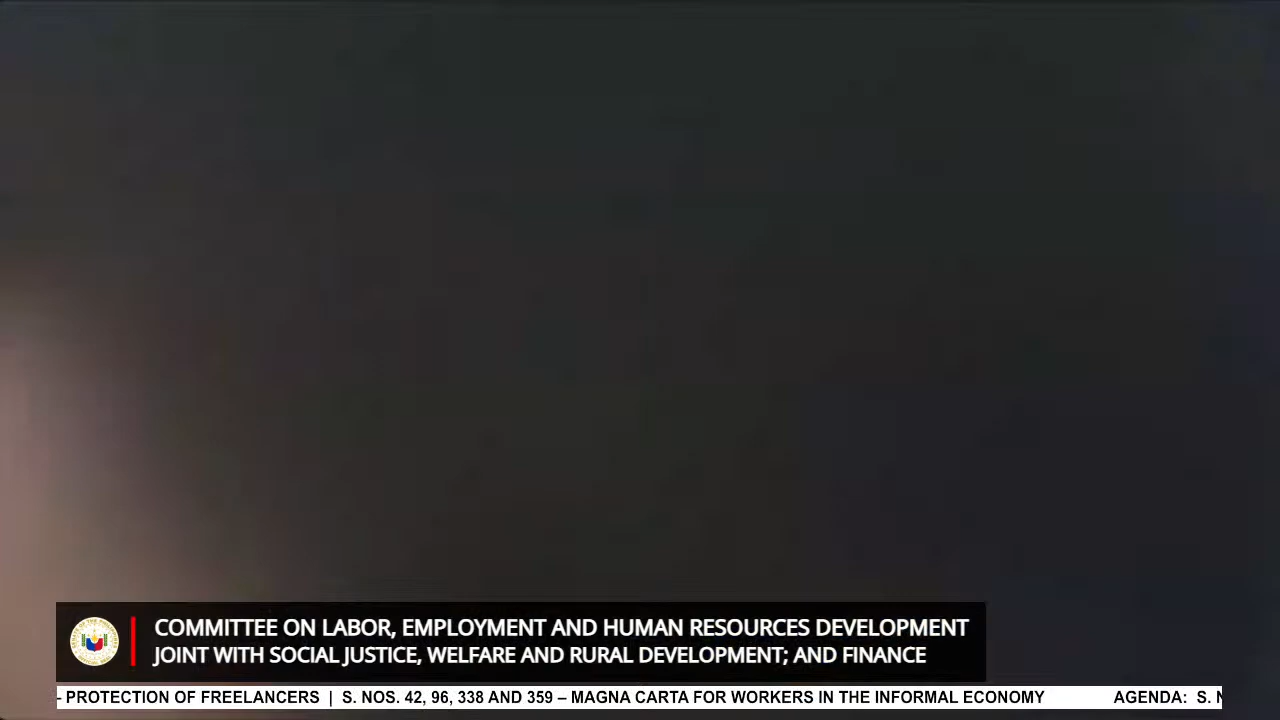 COMMITTEE ON LABOR, EMPLOYMENT AND HUMAN RESOURCES DEVELOPMENT
JOINT WITH SOCIAL JUSTICE, WELFARE AND RURAL DEVELOPMENT; AND FINANCE
- PROTECTION OF FREELANCERS | S. NOS. 42, 96, 338 AND 359 – MAGNA CARTA FOR WORKERS IN THE INFORMAL ECONOMY AGENDA: S.